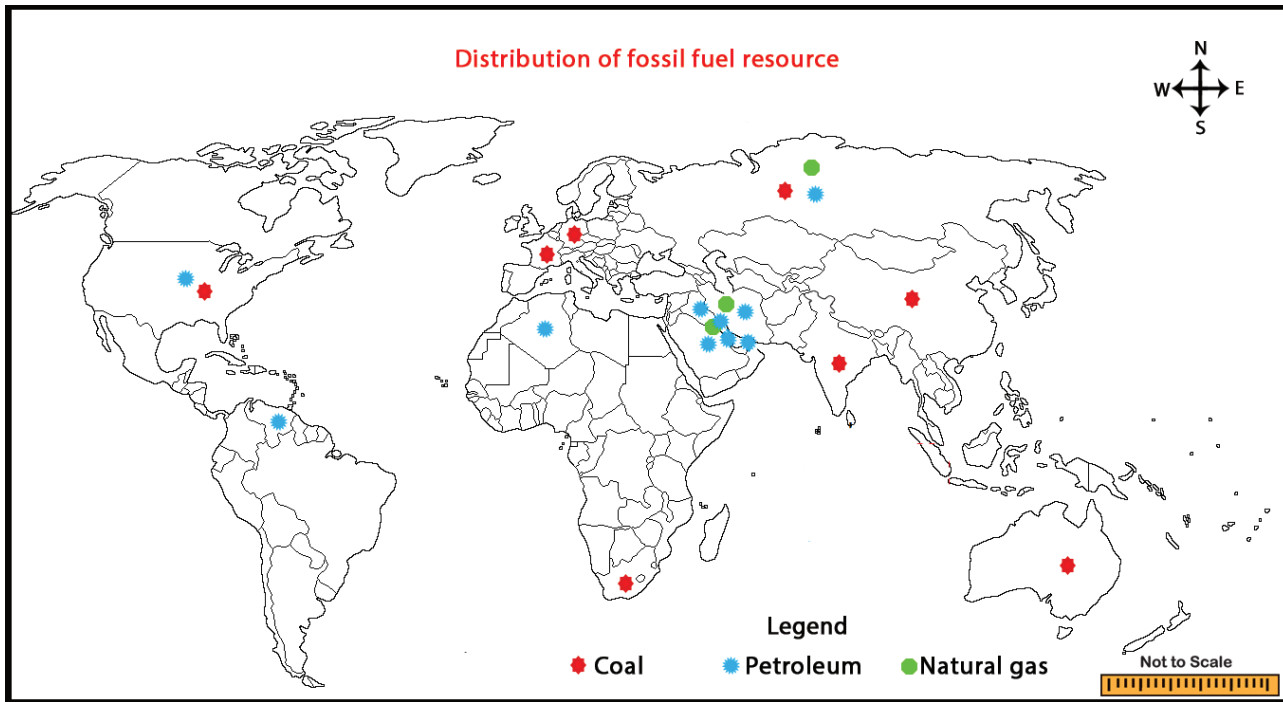 Distribution of fossil fuel resource
N
W E
S
Legend
Coal Petroleum Natural gas
Not to Scale